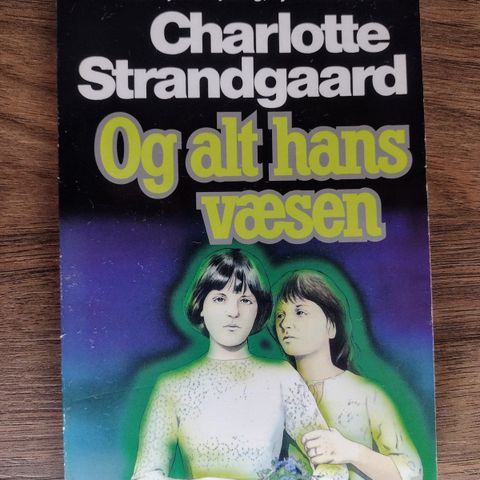 Charlotte
Strandgaard
Og alt hans
væsen